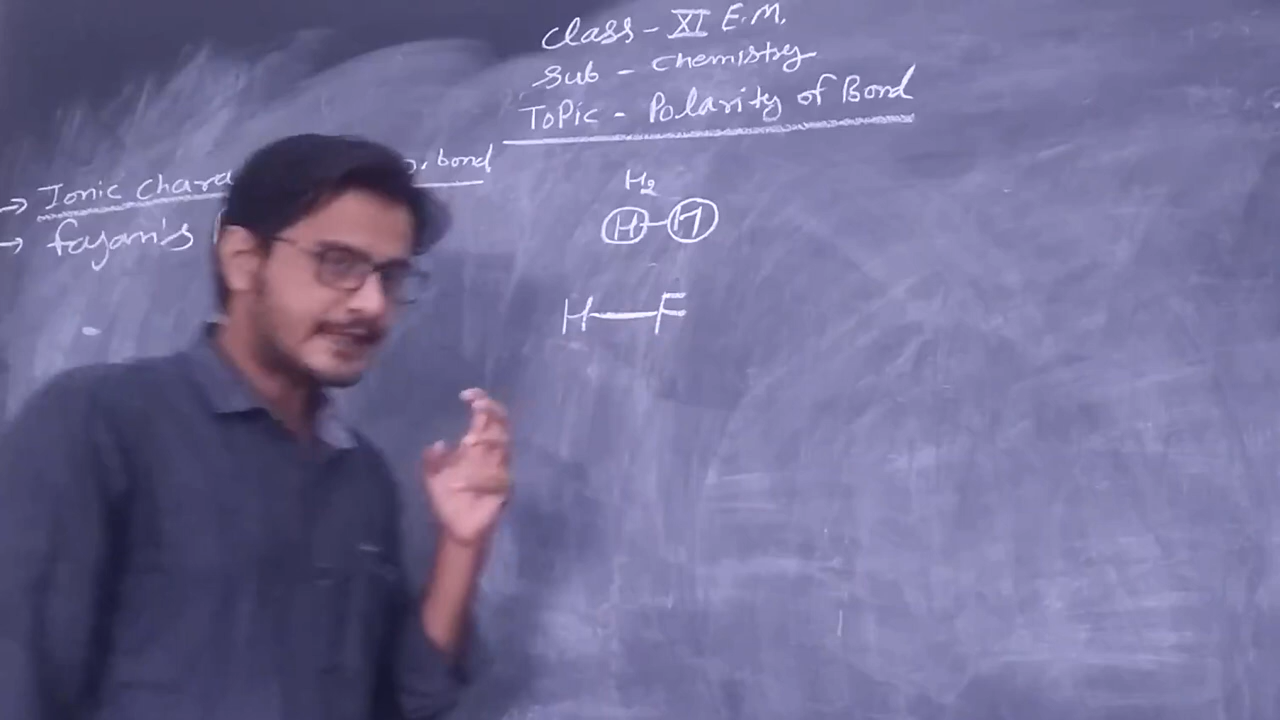 Class - XI E.M.
Sub - Chemistry
Topic - Polarity of Bond
→ Ionic Chara bond
→ fajan's
H2
H-H
H-F